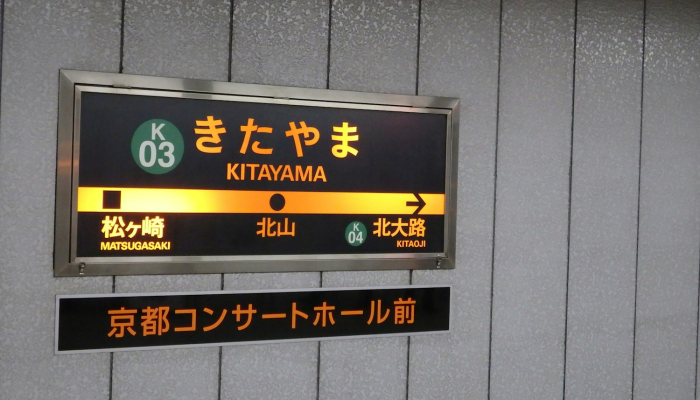 K
03
きたやま
KITAYAMA
松ヶ崎 北山 K 04 北大路
MATSUGASAKI KITAOJI
京都コンサートホール前